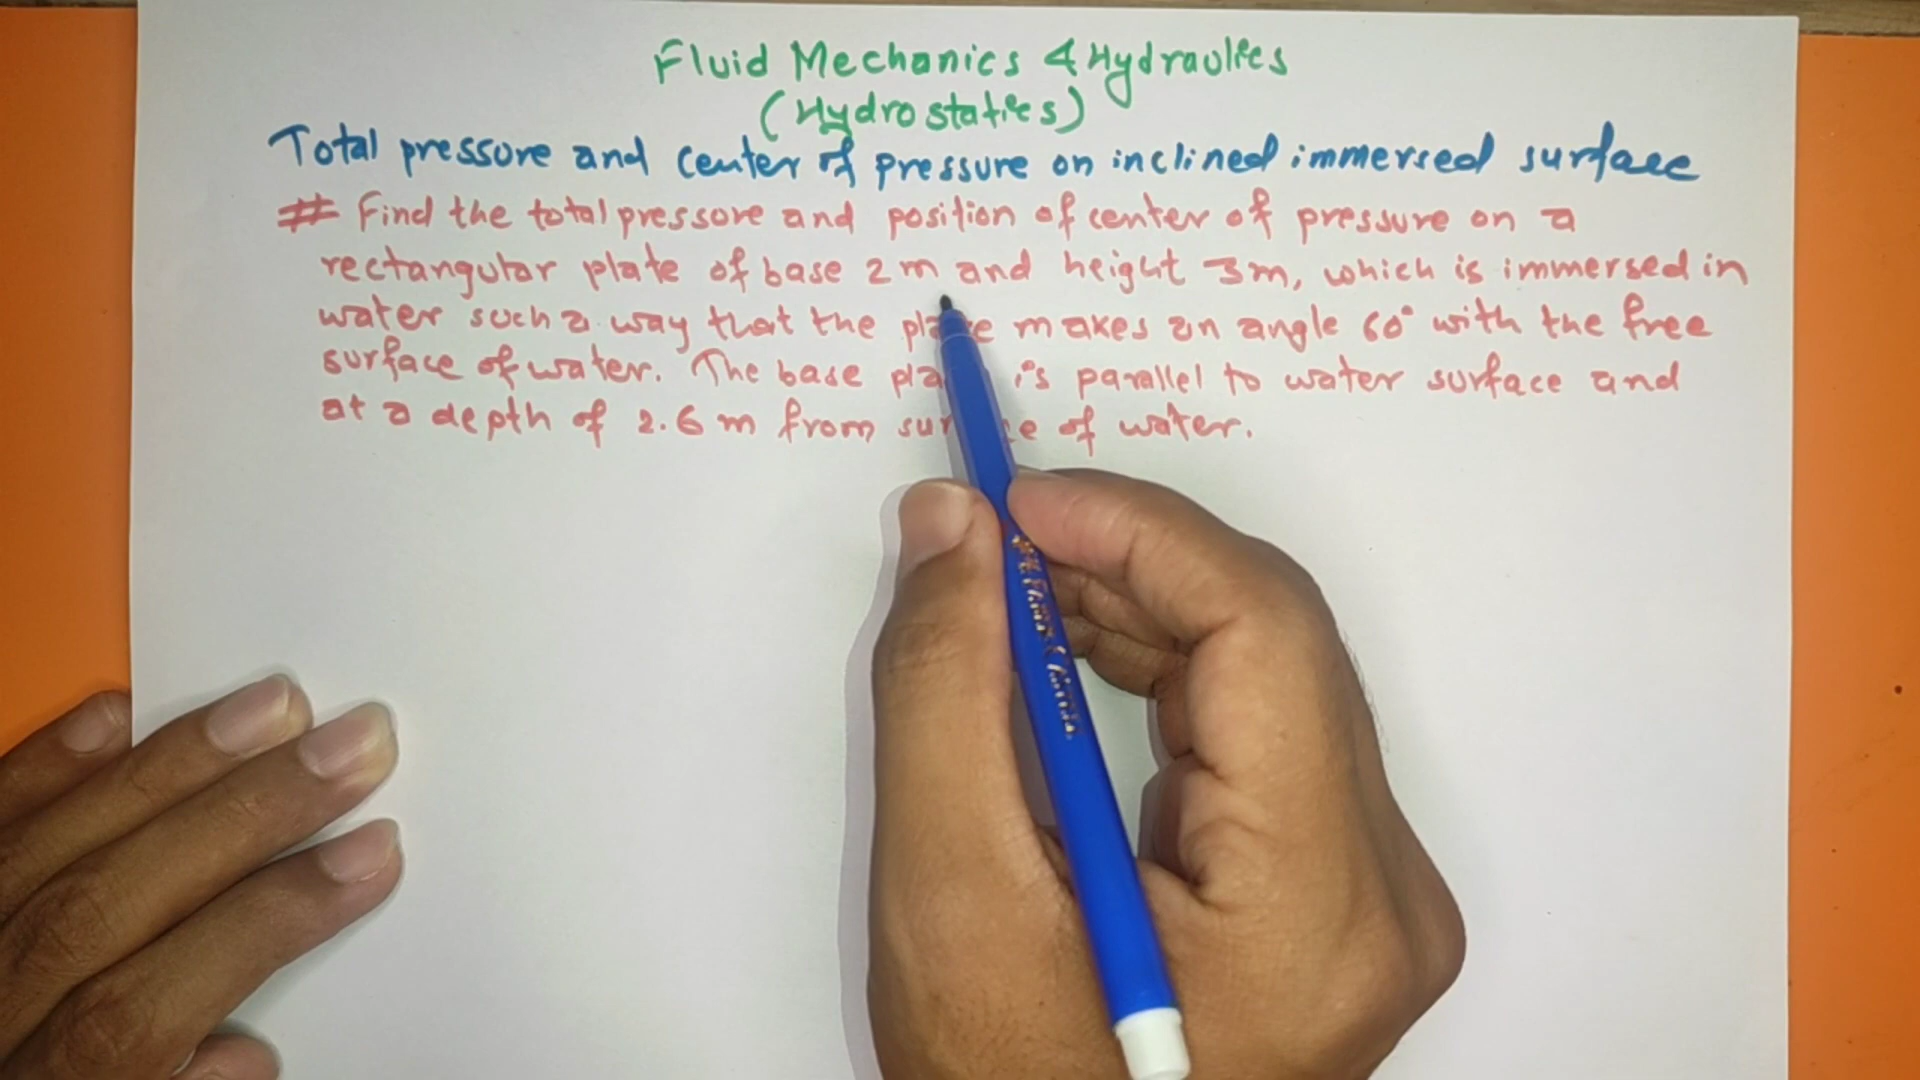 Fluid Mechanics & Hydraulics
(Hydrostatics)
Total pressure and center of pressure on inclined immersed surface
# Find the total pressure and position of center of pressure on a
rectangular plate of base 2m and height 3m, which is immersed in
water such a way that the makes an angle 60° with the free
surface of water. The base is parallel to water surface and
at a depth of 2.6 m from of water.